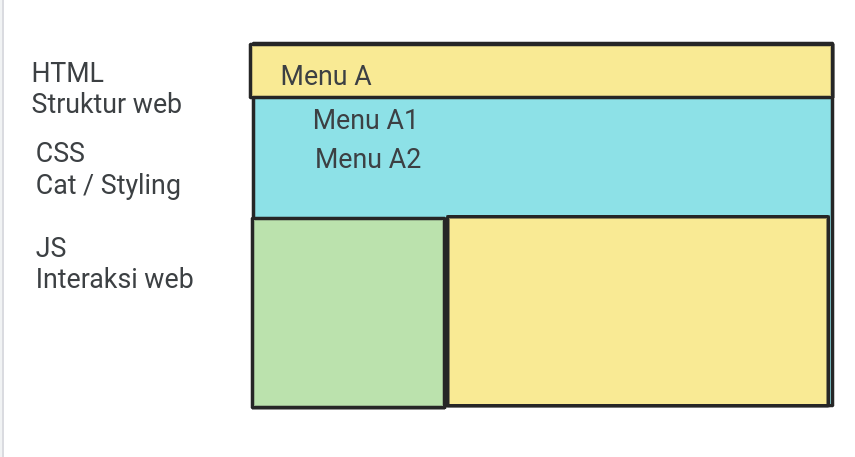 HTML
Struktur web
CSS
Cat / Styling
JS
Interaksi web
Menu A
Menu A1
Menu A2